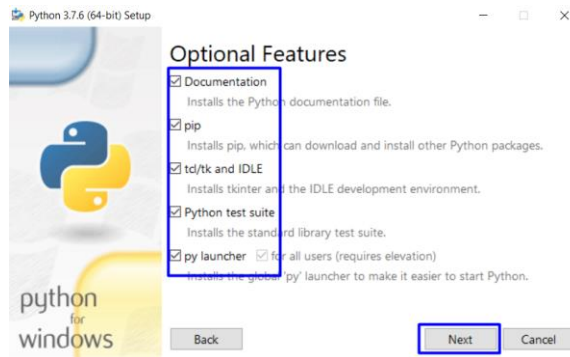 Python 3.7.6 (64-bit) Setup
Optional Features
Documentation
Installs the Python documentation file.
pip
Installs pip, which can download and install other Python packages.
tcl/tk and IDLE
Installs tkinter and the IDLE development environment.
Python test suite
Installs the standard library test suite.
py launcher for all users (requires elevation)
Installs the global 'py' launcher to make it easier to start Python.
python
for
windows
Back
Next
Cancel